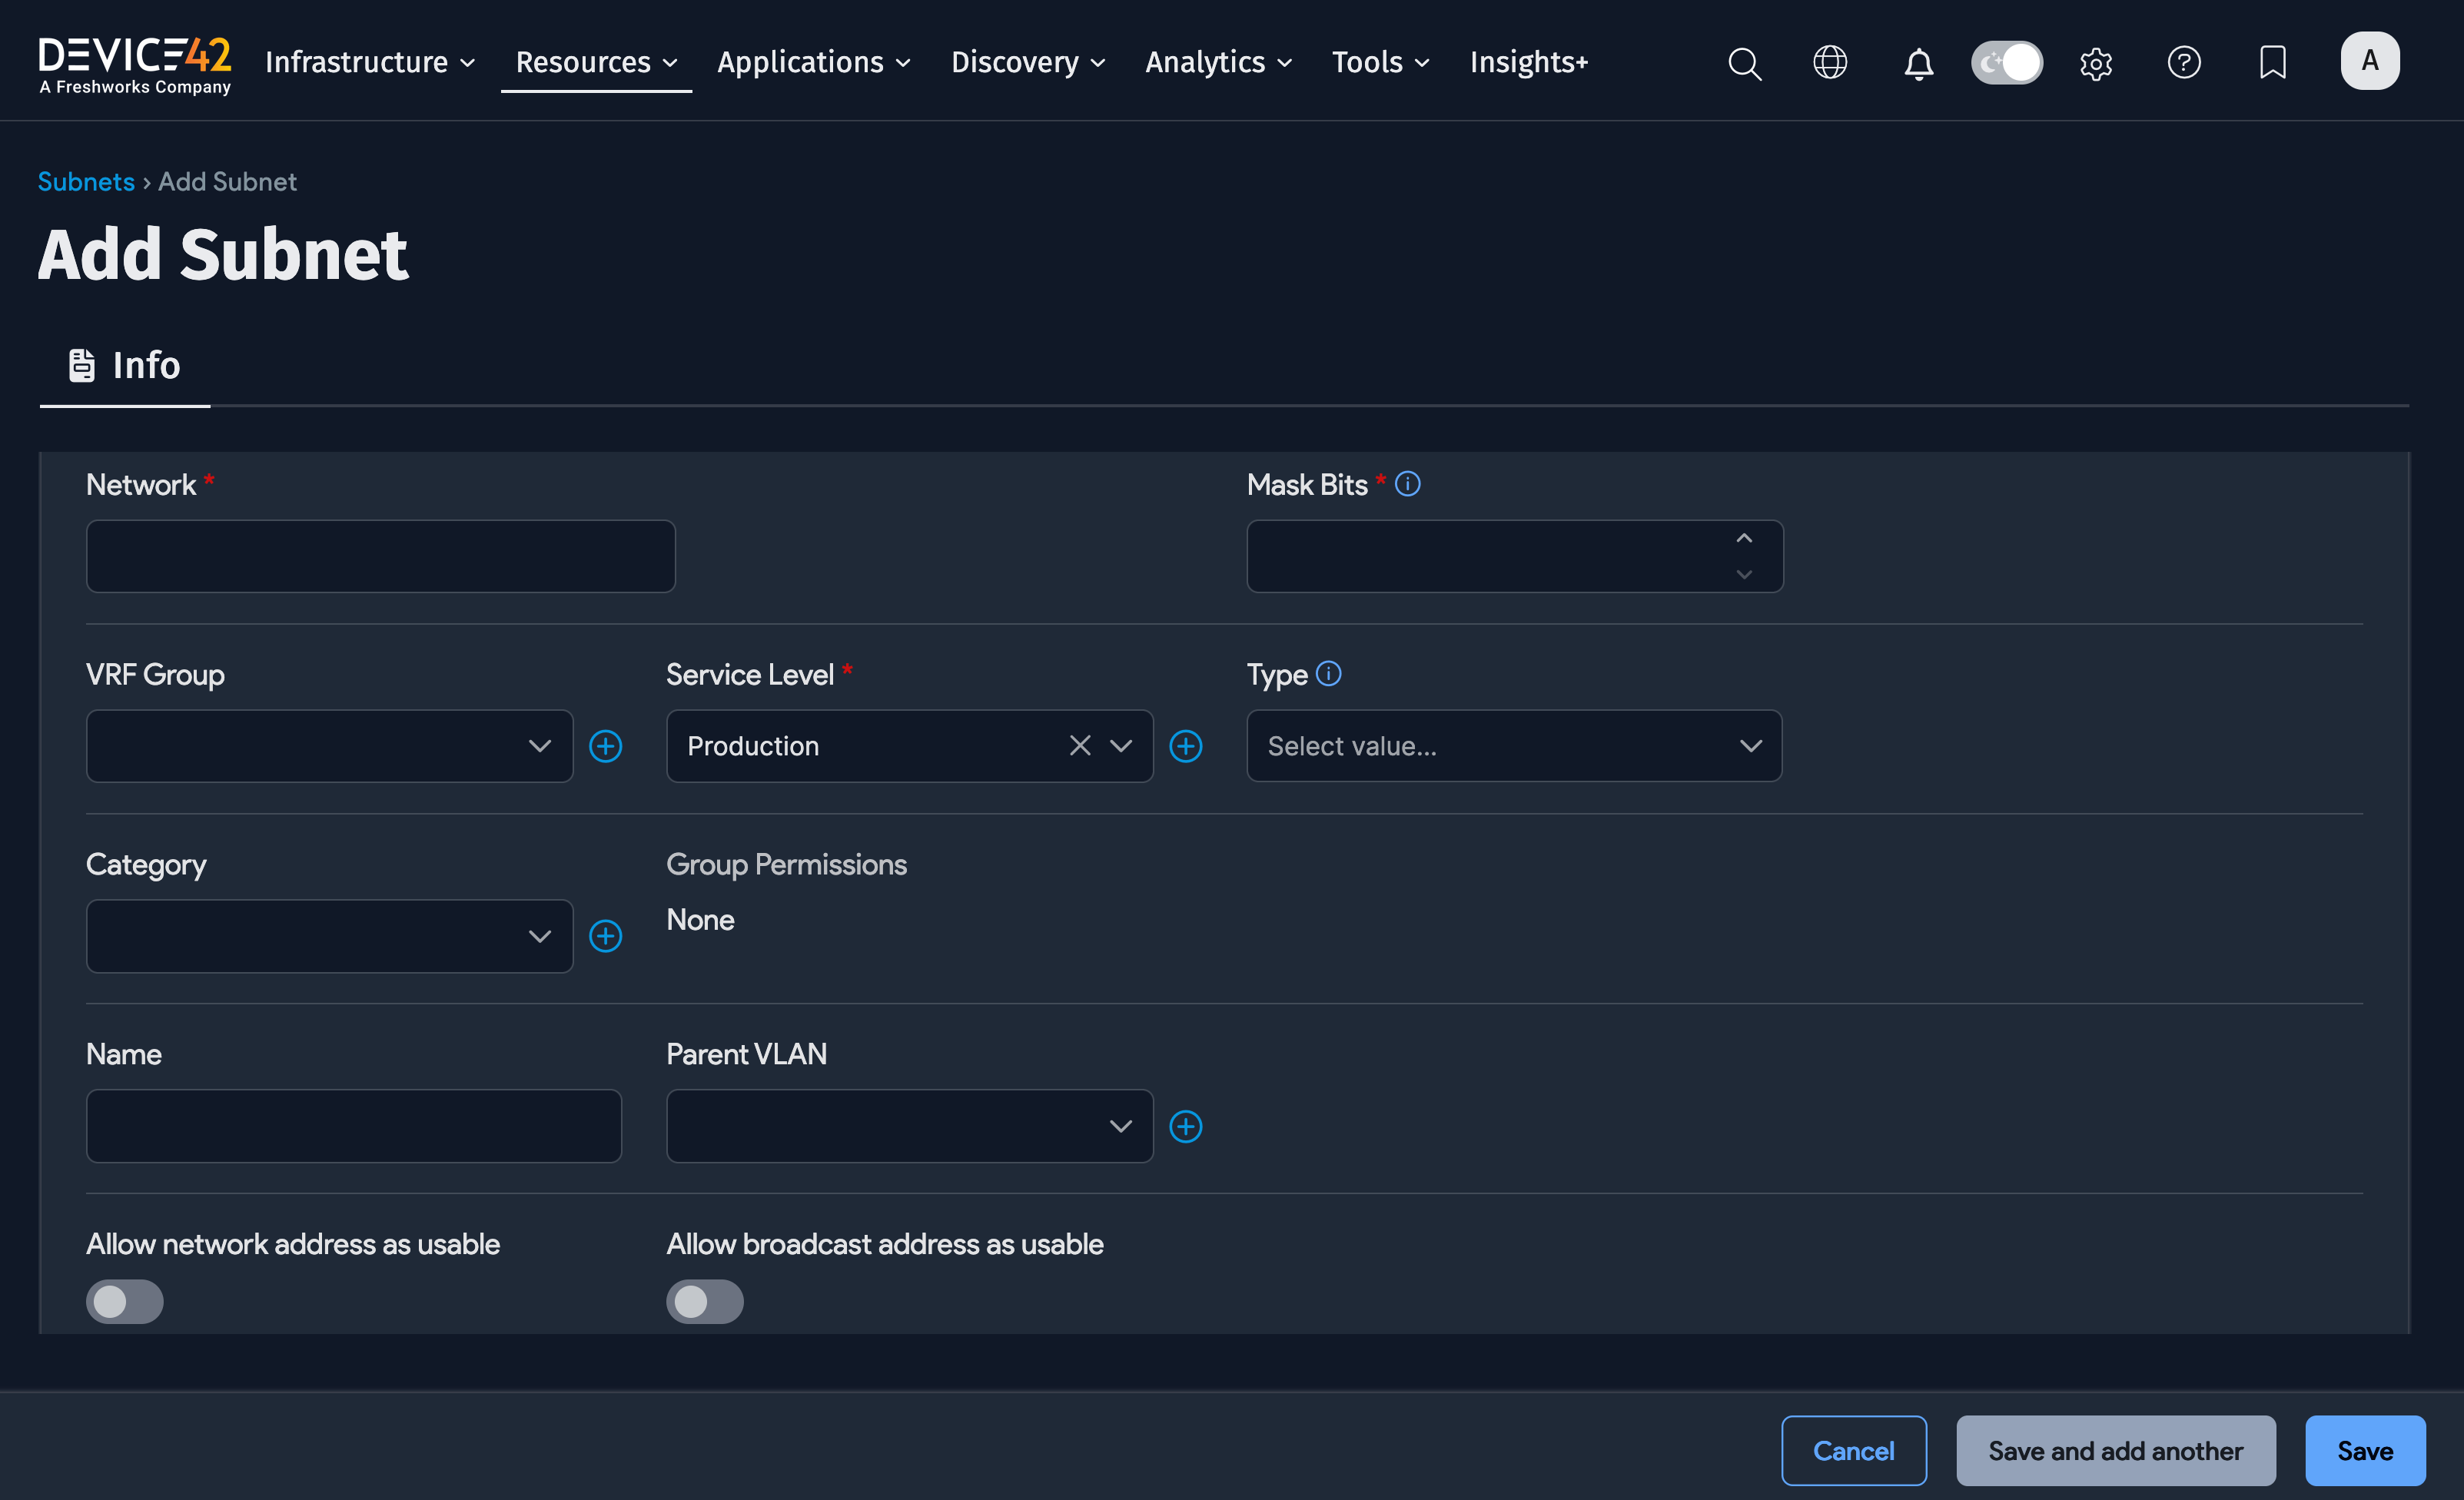 DEVICE42
A Freshworks Company
Infrastructure Resources Applications Discovery Analytics Tools Insights+
A
Subnets › Add Subnet
Add Subnet
Info
Network * Mask Bits *
VRF Group Service Level * Type
Production Select value...
Category Group Permissions
None
Name Parent VLAN
Allow network address as usable Allow broadcast address as usable
Cancel Save and add another Save